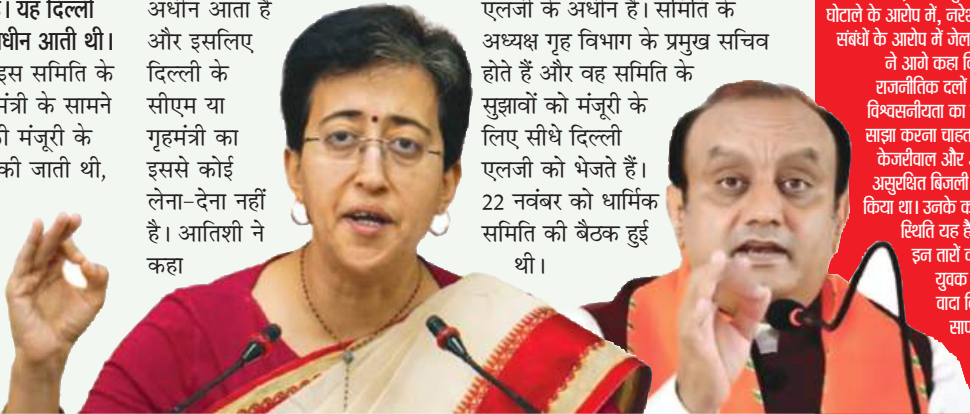 है। यह दिल्ली
धीन आती थी।
इस समिति के
मंत्री के सामने
मंजूरी के
की जाती थी,
अधीन आता है
और इसलिए
दिल्ली के
सीएम या
गृहमंत्री का
इससे कोई
लेना-देना नहीं
है। आतिशी ने
कहा
एलजी के अधीन है। समिति के
अध्यक्ष गृह विभाग के प्रमुख सचिव
होते हैं और वह समिति के
सुझावों को मंजूरी के
लिए सीधे दिल्ली
एलजी को भेजते हैं।
22 नवंबर को धार्मिक
समिति की बैठक हुई
थी।
घोटाले के आरोप में, नरेश
संबंधों के आरोप में जेल
ने आगे कहा
राजनीतिक दलों
विश्वसनीयता का
साझा करना चाहत
केजरीवाल और
असुरक्षित बिजली
किया था। उनके क
स्थिति यह है
इन तारों
युवक
वादा
साप